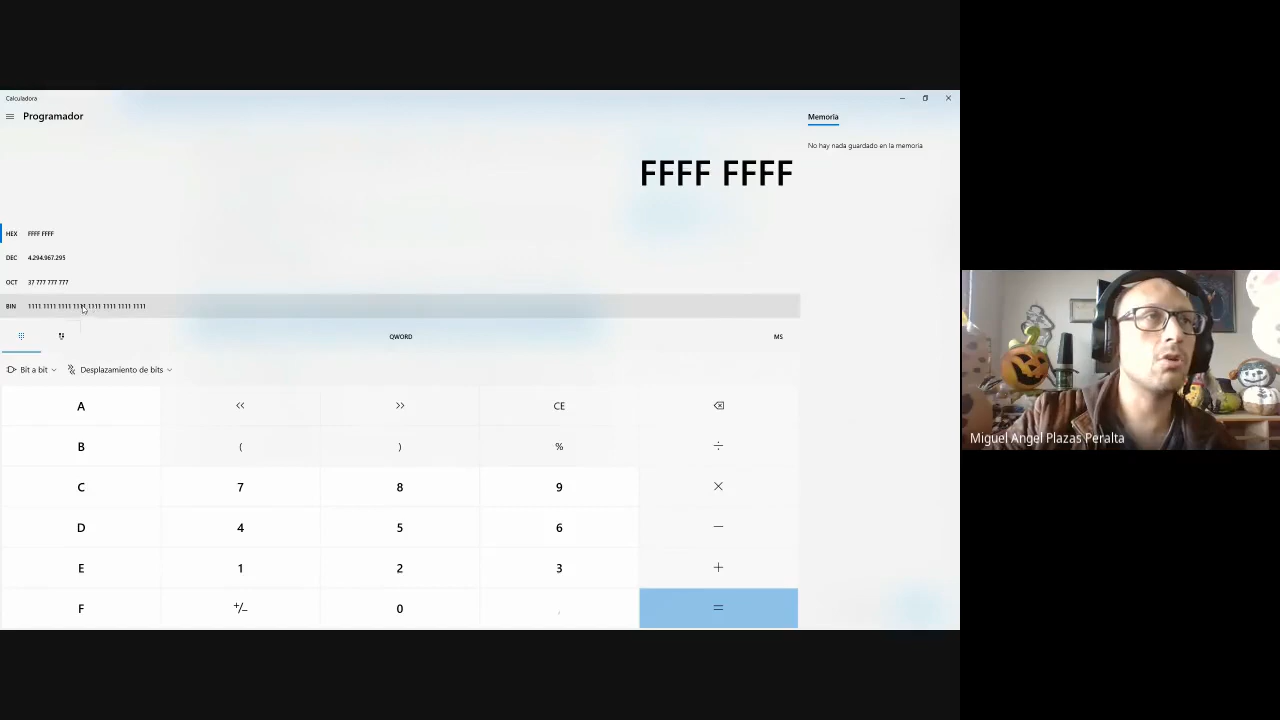 Calculadora
Programador
Memoria
No hay nada guardado en la memoria
FFFF FFFF
HEX FFFF FFFF
DEC 4.294.967.295
OCT 37 777 777 777
BIN 1111 1111 1111 1111 1111 1111 1111 1111
QWORD MS
Bit a bit Desplazamiento de bits
A << >> CE
B ( ) % ÷
C 7 8 9 ×
D 4 5 6 −
E 1 2 3 +
F +/− 0 , =
Miguel Angel Plazas Peralta